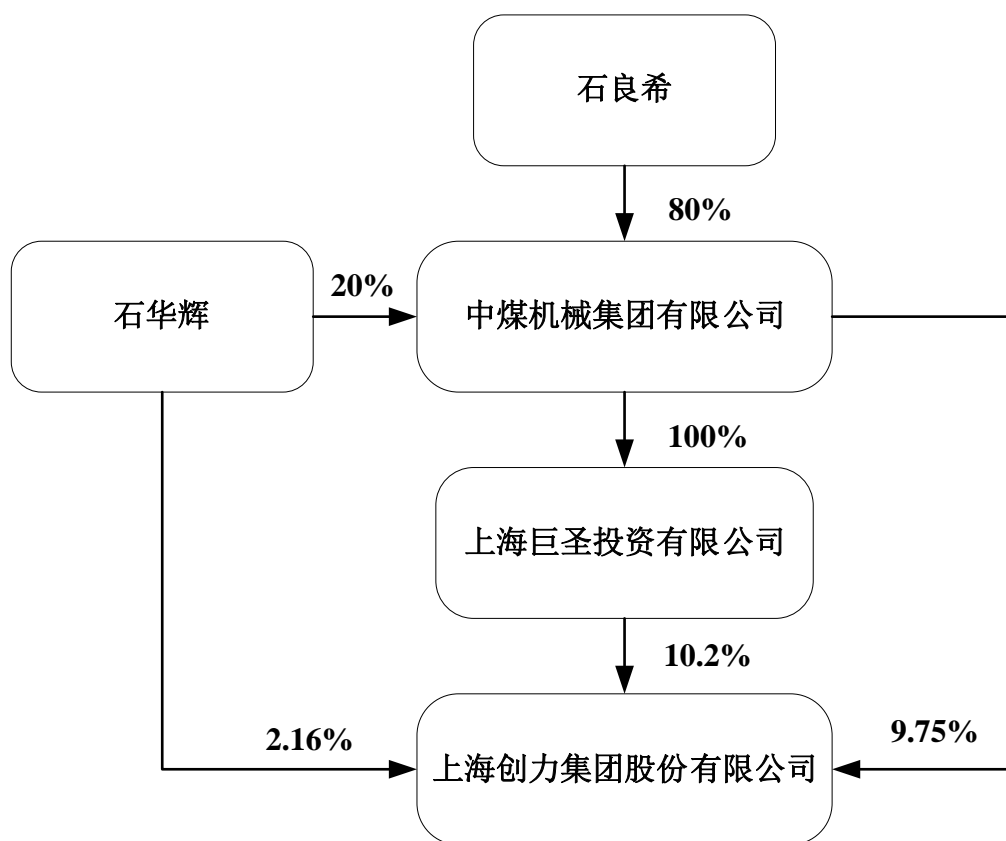 石良希
80%
石华辉
20%
中煤机械集团有限公司
100%
上海巨圣投资有限公司
10.2%
2.16%
9.75%
上海创力集团股份有限公司